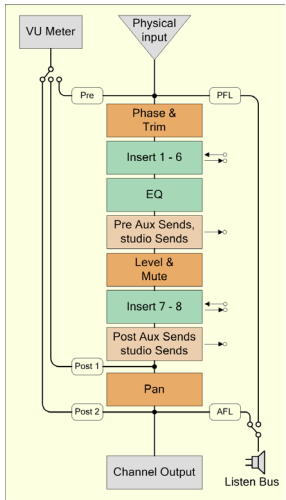 VU Meter
Physical
input
Pre
PFL
Phase &
Trim
Insert 1 - 6
EQ
Pre Aux Sends,
studio Sends
Level &
Mute
Insert 7 - 8
Post Aux Sends
studio Sends
Post 1
Pan
Post 2
AFL
Channel Output
Listen Bus